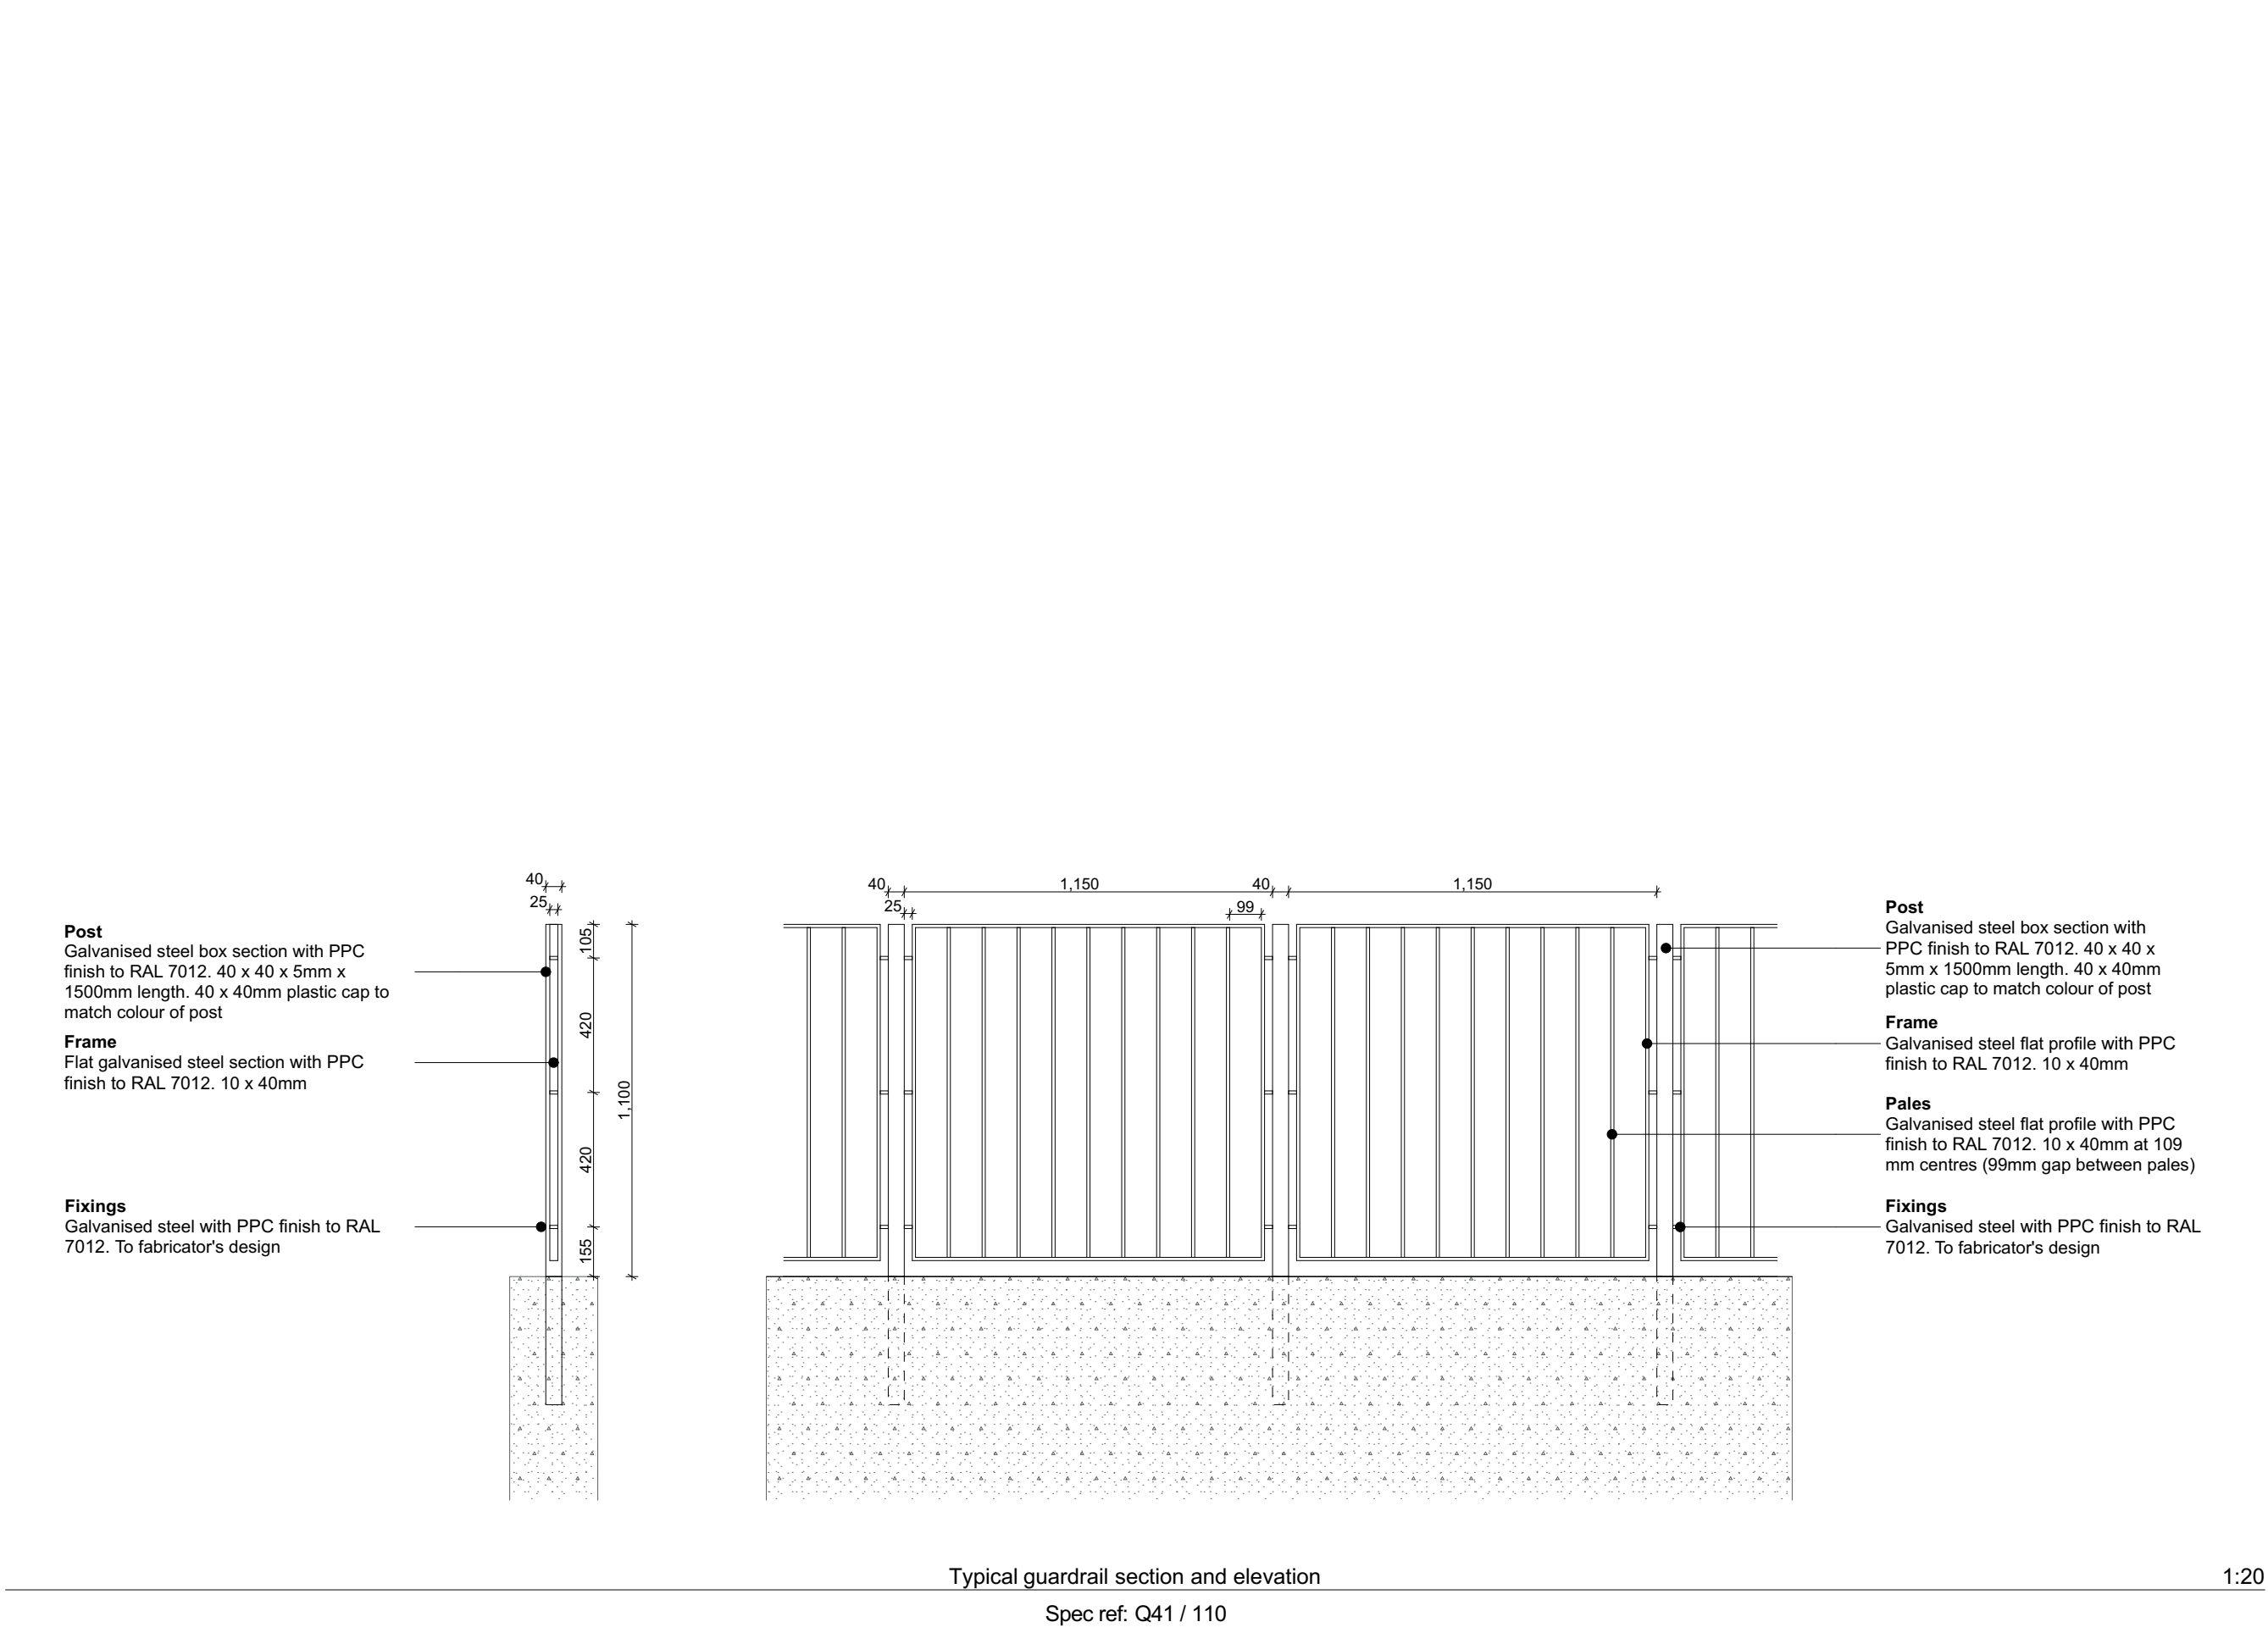 40
25
40
1,150
40
1,150
25
99
105
420
1,100
420
155
Post
Galvanised steel box section with PPC
finish to RAL 7012. 40 x 40 x 5mm x
1500mm length. 40 x 40mm plastic cap to
match colour of post
Frame
Flat galvanised steel section with PPC
finish to RAL 7012. 10 x 40mm
Fixings
Galvanised steel with PPC finish to RAL
7012. To fabricator's design
Post
Galvanised steel box section with
PPC finish to RAL 7012. 40 x 40 x
5mm x 1500mm length. 40 x 40mm
plastic cap to match colour of post
Frame
Galvanised steel flat profile with PPC
finish to RAL 7012. 10 x 40mm
Pales
Galvanised steel flat profile with PPC
finish to RAL 7012. 10 x 40mm at 109
mm centres (99mm gap between pales)
Fixings
Galvanised steel with PPC finish to RAL
7012. To fabricator's design
Typical guardrail section and elevation
1:20
Spec ref: Q41 / 110